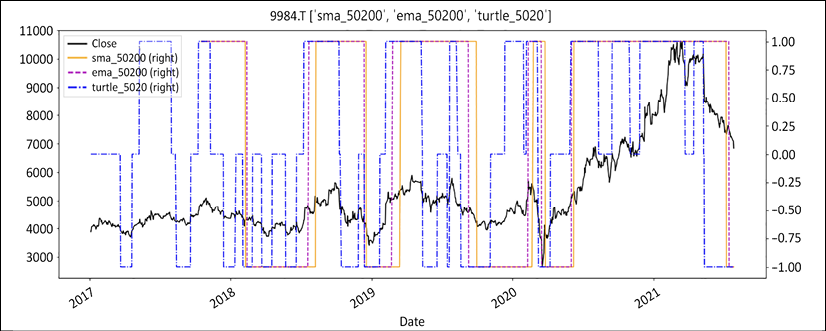 9984.T ['sma_50200', 'ema_50200', 'turtle_5020']
11000
10000
9000
8000
7000
6000
5000
4000
3000
Close
sma_50200 (right)
ema_50200 (right)
turtle_5020 (right)
1.00
0.75
0.50
0.25
0.00
−0.25
−0.50
−0.75
−1.00
2017 2018 2019 2020 2021
Date